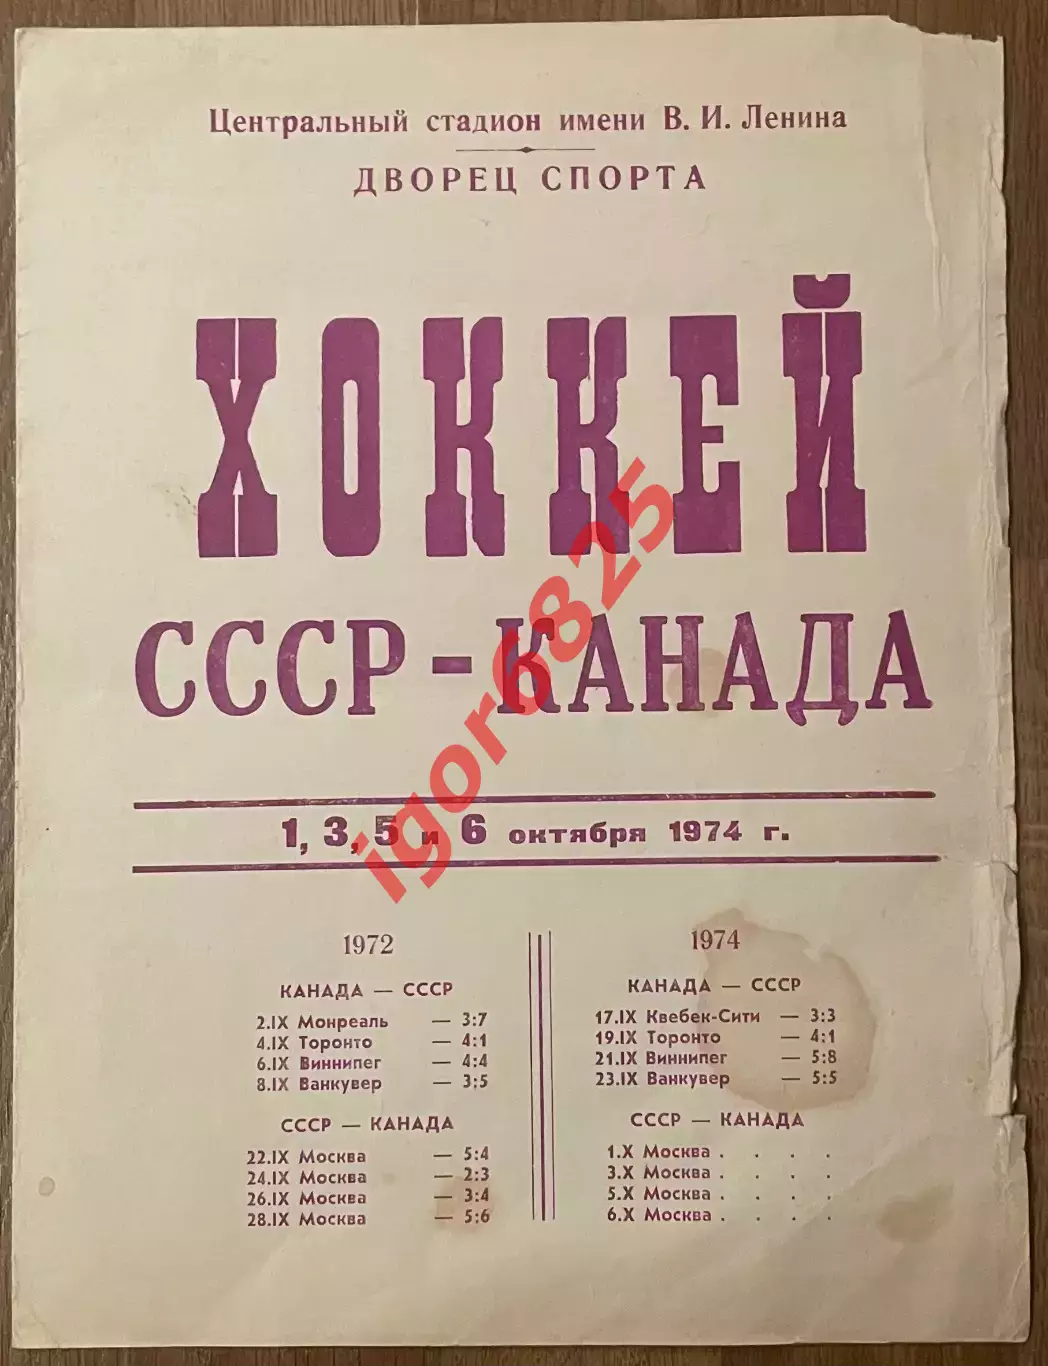 Центральный стадион имени В. И. Ленина
ДВОРЕЦ СПОРТА
ХОККЕЙ
СССР - КАНАДА
1, 3, 5 и 6 октября 1974 г.
igor6825
1972
КАНАДА — СССР
2.IX Монреаль — 3:7
4.IX Торонто — 4:1
6.IX Виннипег — 4:4
8.IX Ванкувер — 3:5
СССР — КАНАДА
22.IX Москва — 5:4
24.IX Москва — 2:3
26.IX Москва — 3:4
28.IX Москва — 5:6
1974
КАНАДА — СССР
17.IX Квебек-Сити — 3:3
19.IX Торонто — 4:1
21.IX Виннипег — 5:8
23.IX Ванкувер — 5:5
СССР — КАНАДА
1.X Москва . . . .
3.X Москва . . . .
5.X Москва . . . .
6.X Москва . . . .